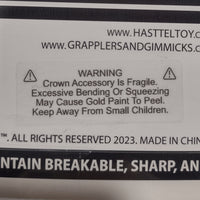 WWW.HASTTELTOY.C
WWW.GRAPPLERSANDGIMMICKS.C
WARNING
Crown Accessory Is Fragile.
Excessive Bending Or Squeezing
May Cause Gold Paint To Peel.
Keep Away From Small Children.
™. ALL RIGHTS RESERVED 2023. MADE IN CHIN
NTAIN BREAKABLE, SHARP, AN